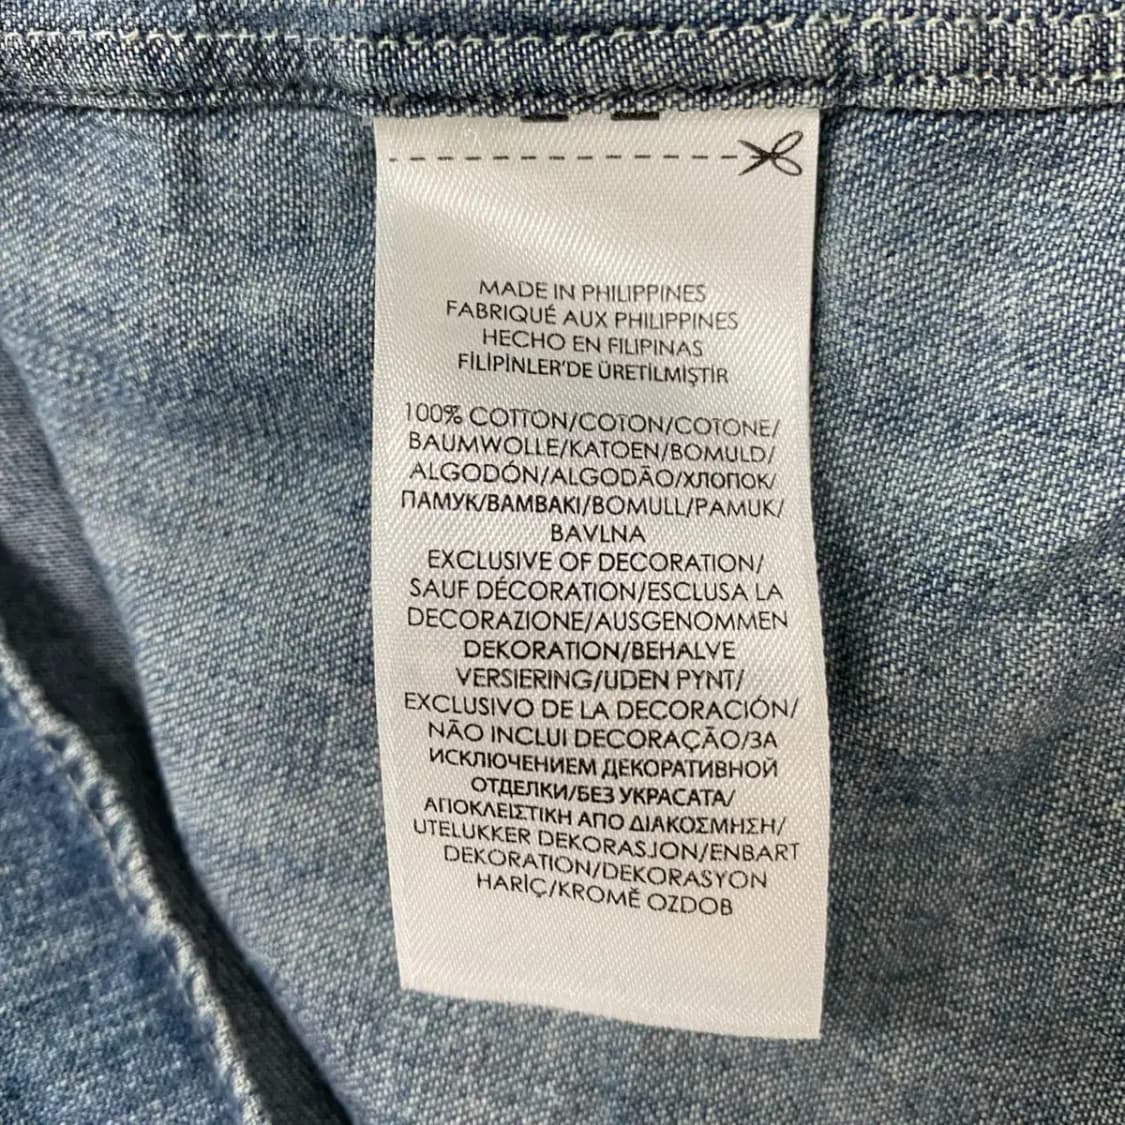 MADE IN PHILIPPINES
FABRIQUÉ AUX PHILIPPINES
HECHO EN FILIPINAS
FİLİPİNLER'DE ÜRETİLMİŞTİR
100% COTTON/COTON/COTONE/
BAUMWOLLE/KATOEN/BOMULD/
ALGODÓN/ALGODÃO/ХЛОПОК/
ПАМУК/ΒΑΜΒΑΚΙ/BOMULL/PAMUK/
BAVLNA
EXCLUSIVE OF DECORATION/
SAUF DÉCORATION/ESCLUSA LA
DECORAZIONE/AUSGENOMMEN
DEKORATION/BEHALVE
VERSIERING/UDEN PYNT/
EXCLUSIVO DE LA DECORACIÓN/
NÃO INCLUI DECORAÇÃO/ЗА
ИСКЛЮЧЕНИЕМ ДЕКОРАТИВНОЙ
ОТДЕЛКИ/БЕЗ УКРАСАТА/
ΑΠΟΚΛΕΙΣΤΙΚΗ ΑΠΟ ΔΙΑΚΟΣΜΗΣΗ/
UTELUKKER DEKORASJON/ENBART
DEKORATION/DEKORASYON
HARİÇ/KROMĚ OZDOB